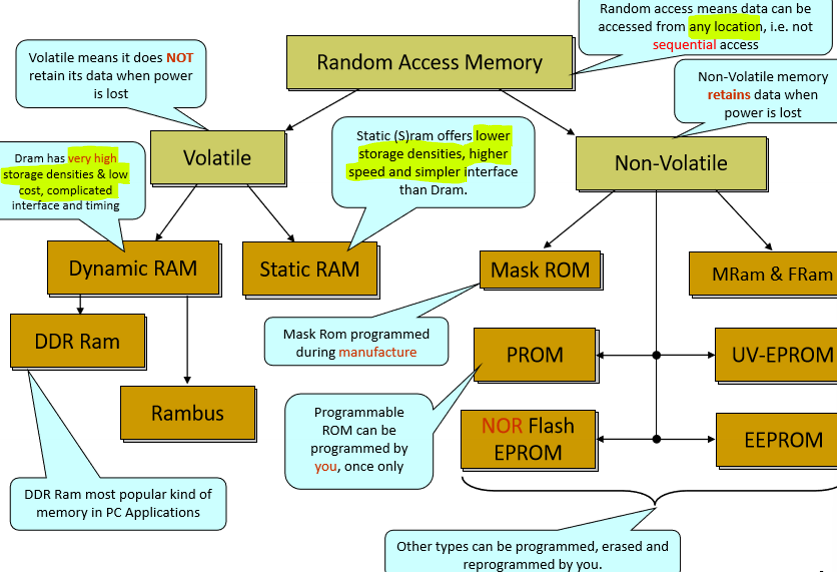 Random access means data can be
accessed from any location, i.e. not
sequential access
Random Access Memory
Volatile means it does NOT
retain its data when power
is lost
Non-Volatile memory
retains data when
power is lost
Volatile
Static (S)ram offers lower
storage densities, higher
speed and simpler interface
than Dram.
Non-Volatile
Dram has very high
storage densities & low
cost, complicated
interface and timing
Dynamic RAM
Static RAM
Mask ROM
MRam & FRam
DDR Ram
Mask Rom programmed
during manufacture
PROM
UV-EPROM
Rambus
Programmable
ROM can be
programmed by
you, once only
NOR Flash
EPROM
EEPROM
DDR Ram most popular kind of
memory in PC Applications
Other types can be programmed, erased and
reprogrammed by you.